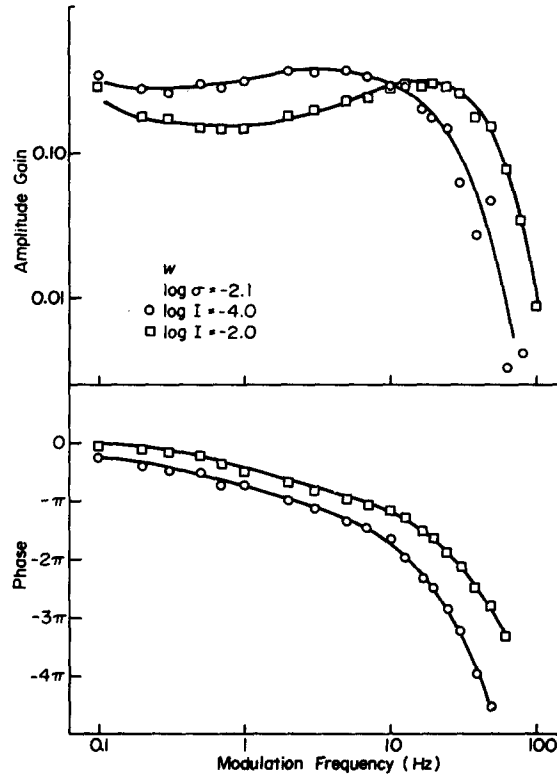 0.10
0.01
Amplitude Gain
w
log σ = -2.1
○ log I = -4.0
□ log I = -2.0
0
-π
-2π
-3π
-4π
Phase
0.1 1 10 100
Modulation Frequency (Hz)